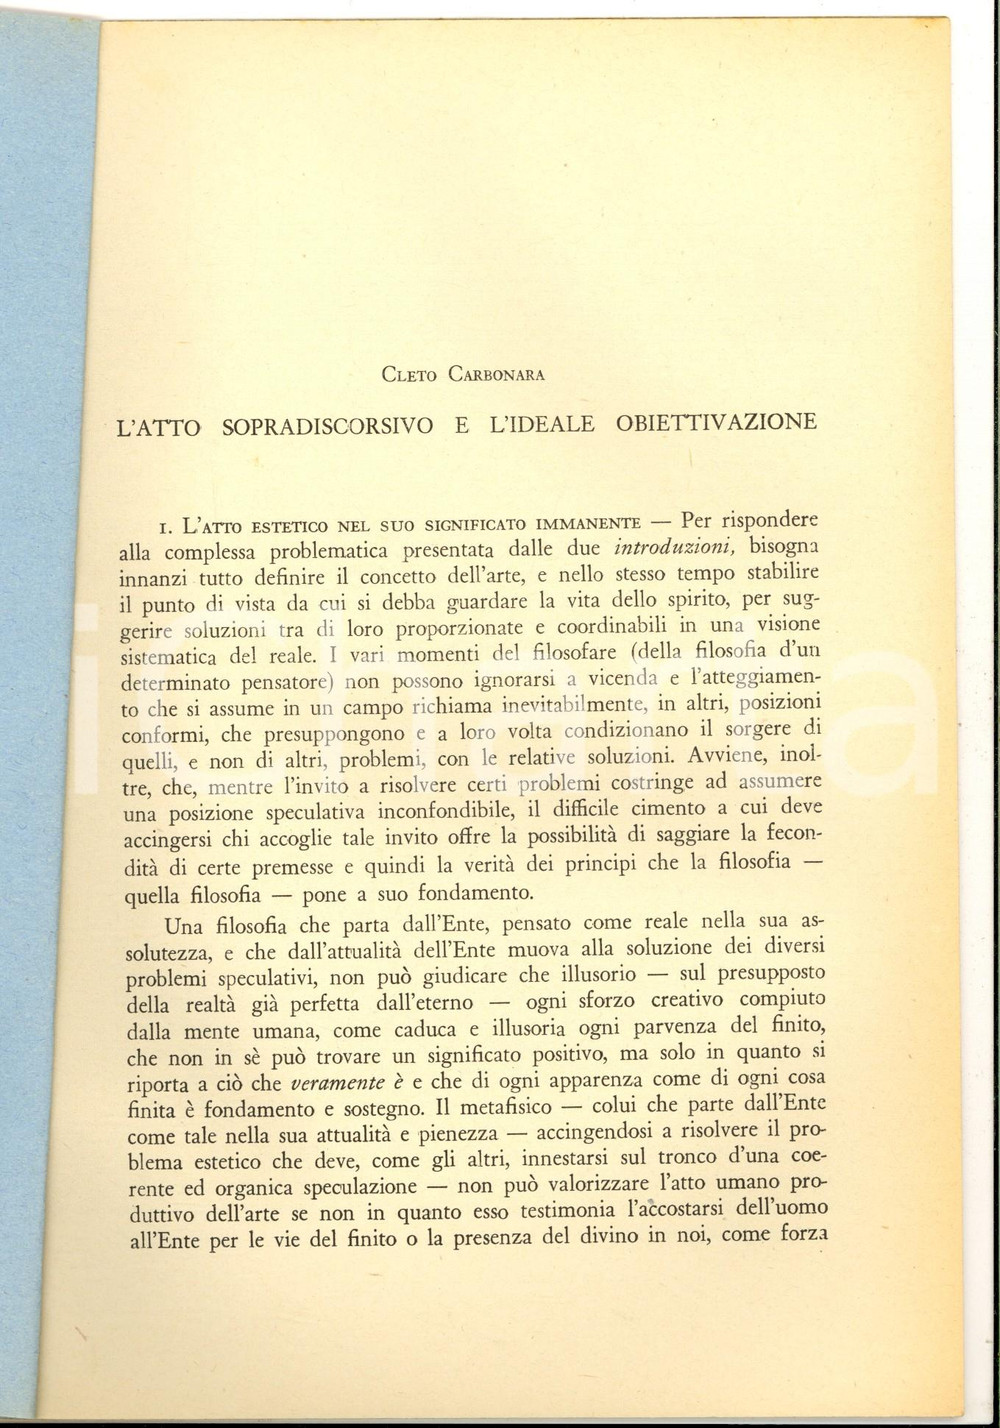 Cleto Carbonara
L'ATTO SOPRADISCORSIVO E L'IDEALE OBIETTIVAZIONE
1. L'atto estetico nel suo significato immanente — Per rispondere
alla complessa problematica presentata dalle due introduzioni, bisogna
innanzi tutto definire il concetto dell'arte, e nello stesso tempo stabilire
il punto di vista da cui si debba guardare la vita dello spirito, per sug-
gerire soluzioni tra di loro proporzionate e coordinabili in una visione
sistematica del reale. I vari momenti del filosofare (della filosofia d'un
determinato pensatore) non possono ignorarsi a vicenda e l'atteggiamen-
to che si assume in un campo richiama inevitabilmente, in altri, posizioni
conformi, che presuppongono e a loro volta condizionano il sorgere di
quelli, e non di altri, problemi, con le relative soluzioni. Avviene, inol-
tre, che, mentre l'invito a risolvere certi problemi costringe ad assumere
una posizione speculativa inconfondibile, il difficile cimento a cui deve
accingersi chi accoglie tale invito offre la possibilità di saggiare la fecon-
dità di certe premesse e quindi la verità dei principi che la filosofia —
quella filosofia — pone a suo fondamento.
Una filosofia che parta dall'Ente, pensato come reale nella sua as-
solutezza, e che dall'attualità dell'Ente muova alla soluzione dei diversi
problemi speculativi, non può giudicare che illusorio — sul presupposto
della realtà già perfetta dall'eterno — ogni sforzo creativo compiuto
dalla mente umana, come caduca e illusoria ogni parvenza del finito,
che non in sè può trovare un significato positivo, ma solo in quanto si
riporta a ciò che veramente è e che di ogni apparenza come di ogni cosa
finita è fondamento e sostegno. Il metafisico — colui che parte dall'Ente
come tale nella sua attualità e pienezza — accingendosi a risolvere il pro-
blema estetico che deve, come gli altri, innestarsi sul tronco d'una coe-
rente ed organica speculazione — non può valorizzare l'atto umano pro-
duttivo dell'arte se non in quanto esso testimonia l'accostarsi dell'uomo
all'Ente per le vie del finito o la presenza del divino in noi, come forza